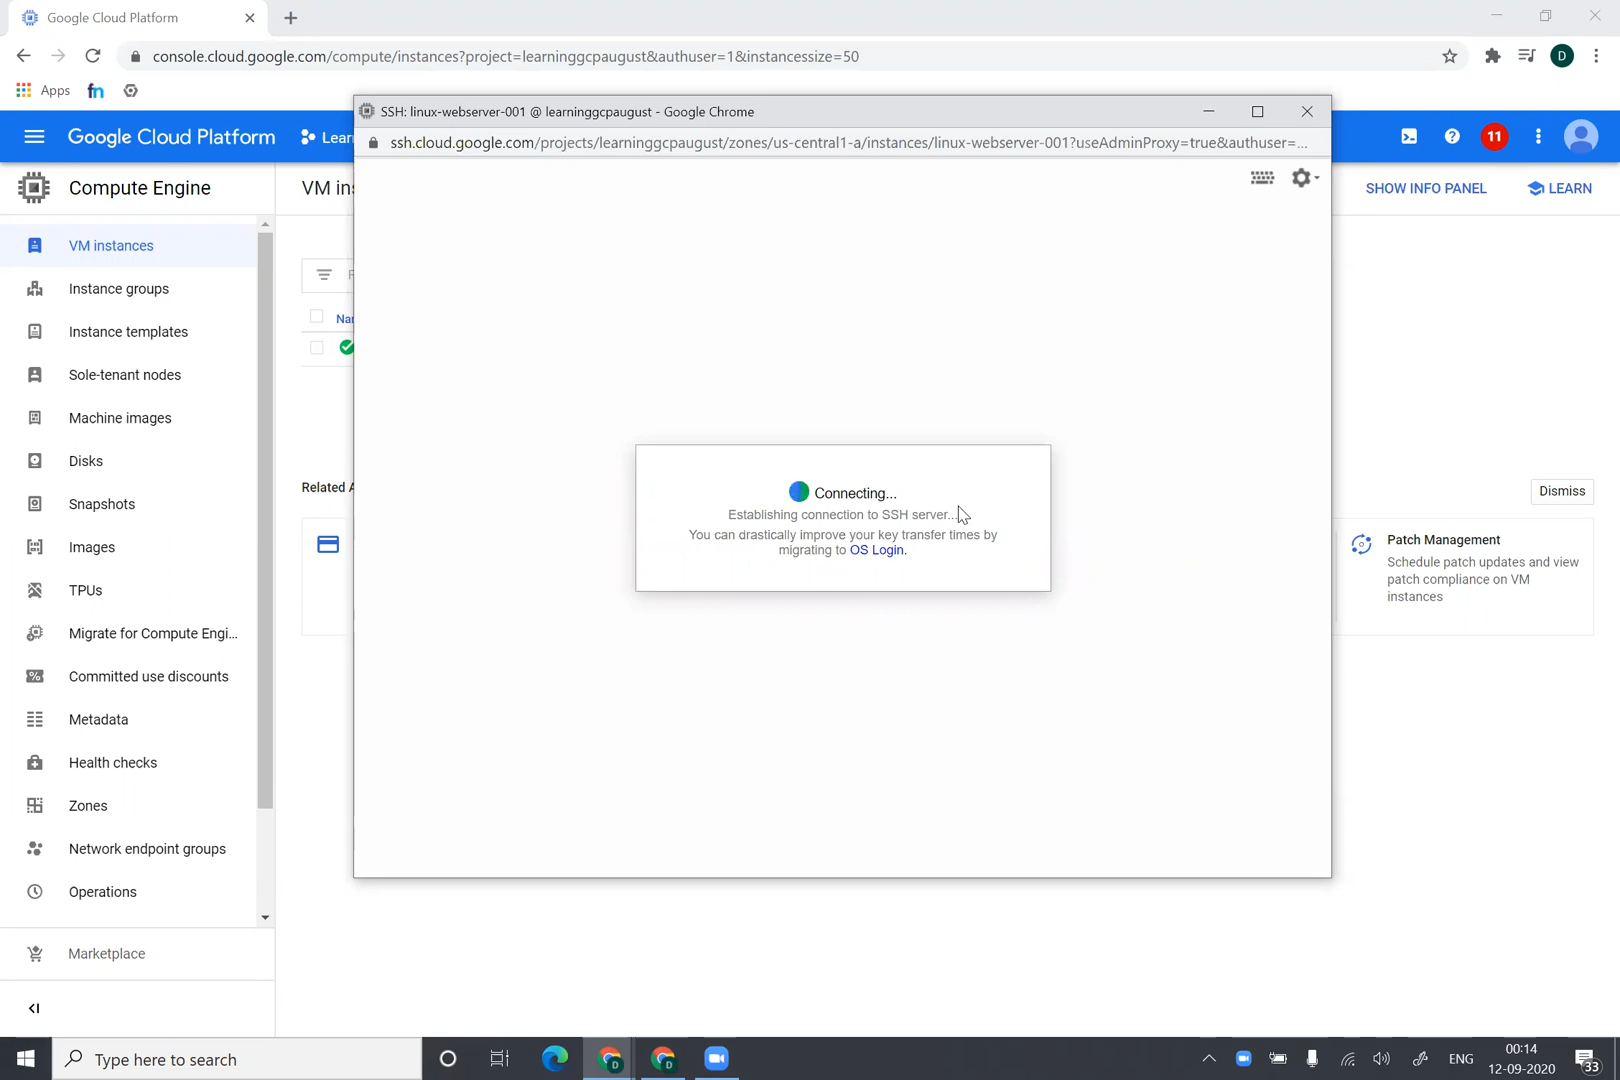 Google Cloud Platform
console.cloud.google.com/compute/instances?project=learninggcpaugust&authuser=1&instancessize=50
Apps
fn
SSH: linux-webserver-001 @ learninggcpaugust - Google Chrome
ssh.cloud.google.com/projects/learninggcpaugust/zones/us-central1-a/instances/linux-webserver-001?useAdminProxy=true&authuser=...
Google Cloud Platform
Lear
11
Compute Engine
VM ins
SHOW INFO PANEL
LEARN
VM instances
Instance groups
Instance templates
Sole-tenant nodes
Machine images
Disks
Snapshots
Images
TPUs
Migrate for Compute Engi...
Committed use discounts
Metadata
Health checks
Zones
Network endpoint groups
Operations
Marketplace
Related A
Connecting...
Establishing connection to SSH server...
You can drastically improve your key transfer times by
migrating to OS Login.
Dismiss
Patch Management
Schedule patch updates and view
patch compliance on VM
instances
Type here to search
ENG
00:14
12-09-2020
33